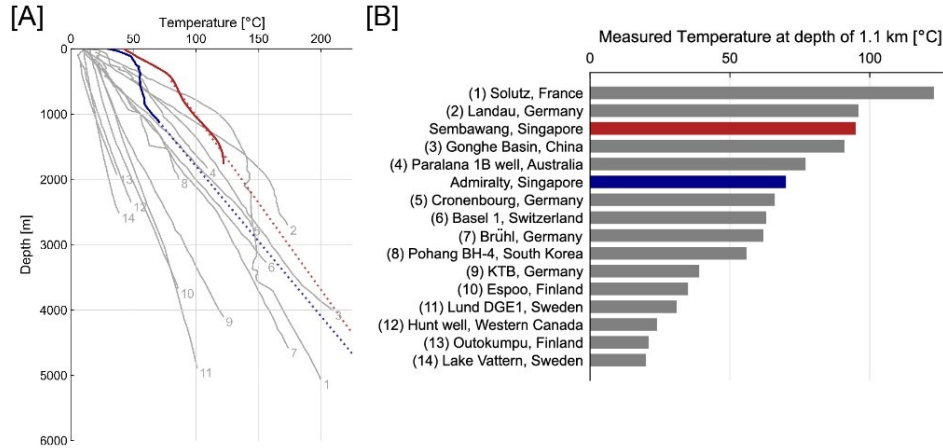 [A]
Temperature [°C]
0 50 100 150 200
0
1000
2000
3000
4000
5000
6000
Depth [m]
1
2
3
4
6
7
8
9
10
11
12
13
14
[B]
Measured Temperature at depth of 1.1 km [°C]
0 50 100
(1) Solutz, France
(2) Landau, Germany
Sembawang, Singapore
(3) Gonghe Basin, China
(4) Paralana 1B well, Australia
Admiralty, Singapore
(5) Cronenbourg, Germany
(6) Basel 1, Switzerland
(7) Brühl, Germany
(8) Pohang BH-4, South Korea
(9) KTB, Germany
(10) Espoo, Finland
(11) Lund DGE1, Sweden
(12) Hunt well, Western Canada
(13) Outokumpu, Finland
(14) Lake Vattern, Sweden